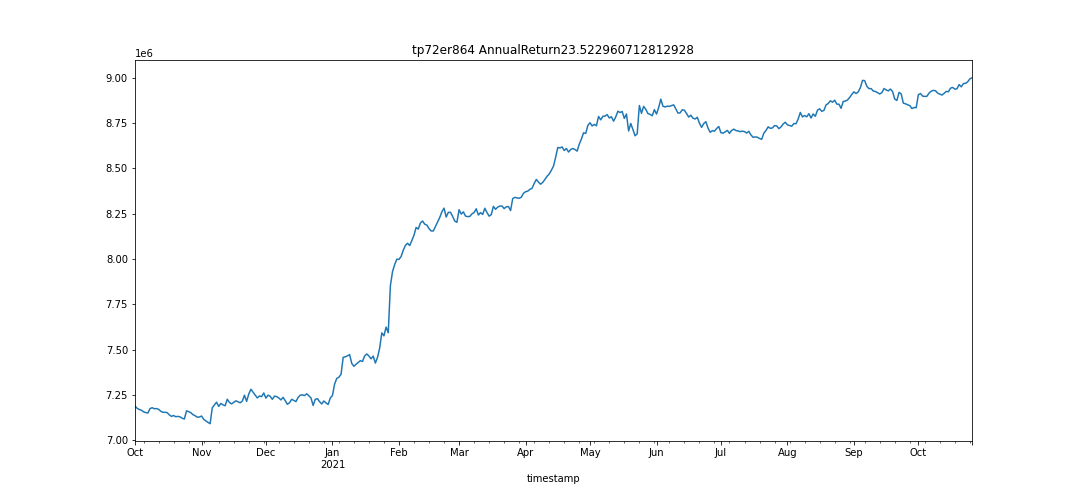 tp72er864 AnnualReturn23.522960712812928
1e6
9.00
8.75
8.50
8.25
8.00
7.75
7.50
7.25
7.00
Oct Nov Dec Jan Feb Mar Apr May Jun Jul Aug Sep Oct
2021
timestamp